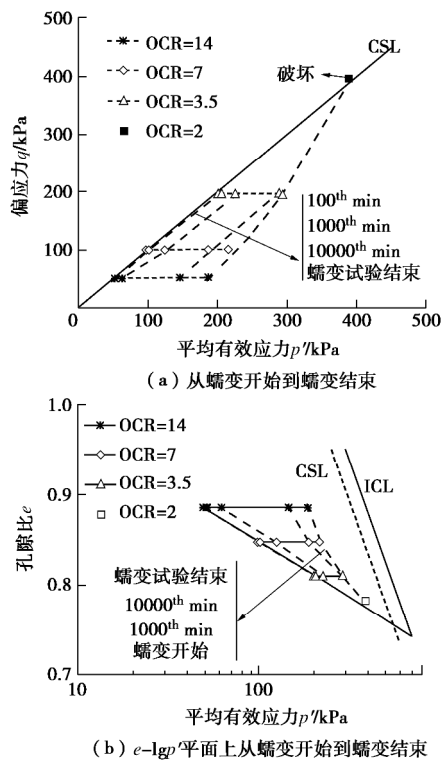 500
400
300
200
100
0
100
200
300
400
500
偏应力q/kPa
OCR=14
OCR=7
OCR=3.5
OCR=2
CSL
破坏
100th min
1000th min
10000th min
蠕变试验结束
平均有效应力p′/kPa
(a)从蠕变开始到蠕变结束
1.0
0.9
0.8
0.7
10
100
孔隙比e
OCR=14
OCR=7
OCR=3.5
OCR=2
CSL
ICL
蠕变试验结束
10000th min
1000th min
蠕变开始
平均有效应力p′/kPa
(b)e–lgp′平面上从蠕变开始到蠕变结束